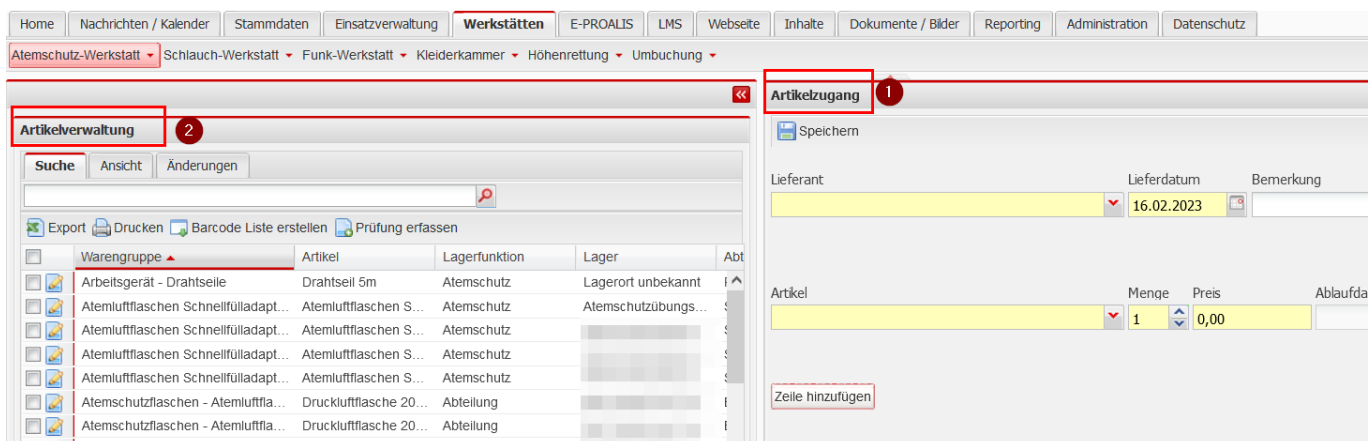 Home Nachrichten / Kalender Stammdaten Einsatzverwaltung Werkstätten E-PROALIS LMS Webseite Inhalte Dokumente / Bilder Reporting Administration Datenschutz
Atemschutz-Werkstatt Schlauch-Werkstatt Funk-Werkstatt Kleiderkammer Höhenrettung Umbuchung
Artikelverwaltung 2
Suche Ansicht Änderungen
Export Drucken Barcode Liste erstellen Prüfung erfassen
Warengruppe Artikel Lagerfunktion Lager Abt
Arbeitsgerät - Drahtseile Drahtseil 5m Atemschutz Lagerort unbekannt
Atemluftflaschen Schnellfülladapt... Atemluftflaschen S... Atemschutz Atemschutzübungs...
Atemluftflaschen Schnellfülladapt... Atemluftflaschen S... Atemschutz
Atemluftflaschen Schnellfülladapt... Atemluftflaschen S... Atemschutz
Atemluftflaschen Schnellfülladapt... Atemluftflaschen S... Atemschutz
Atemschutzflaschen - Atemluftfla... Druckluftflasche 20... Abteilung
Atemschutzflaschen - Atemluftfla... Druckluftflasche 20... Abteilung
Artikelzugang 1
Speichern
Lieferant Lieferdatum Bemerkung
16.02.2023
Artikel Menge Preis Ablaufda
1 0,00
Zeile hinzufügen